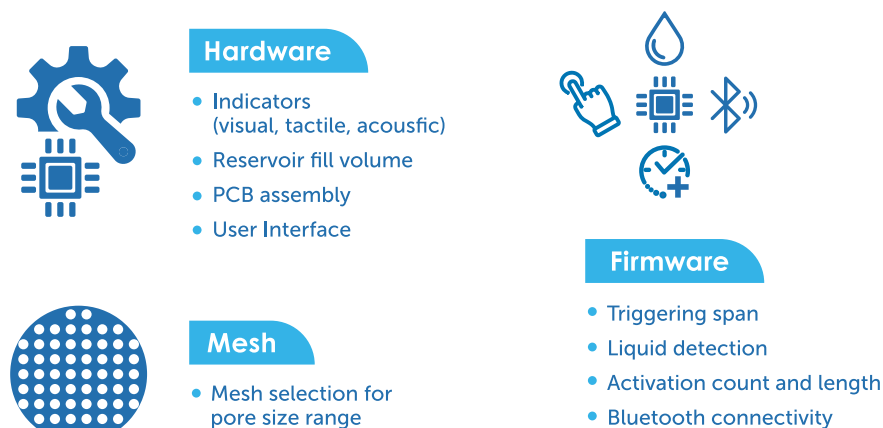 Hardware
• Indicators
(visual, tactile, acousfic)
• Reservoir fill volume
• PCB assembly
• User Interface
Mesh
• Mesh selection for
pore size range
Firmware
• Triggering span
• Liquid detection
• Activation count and length
• Bluetooth connectivity